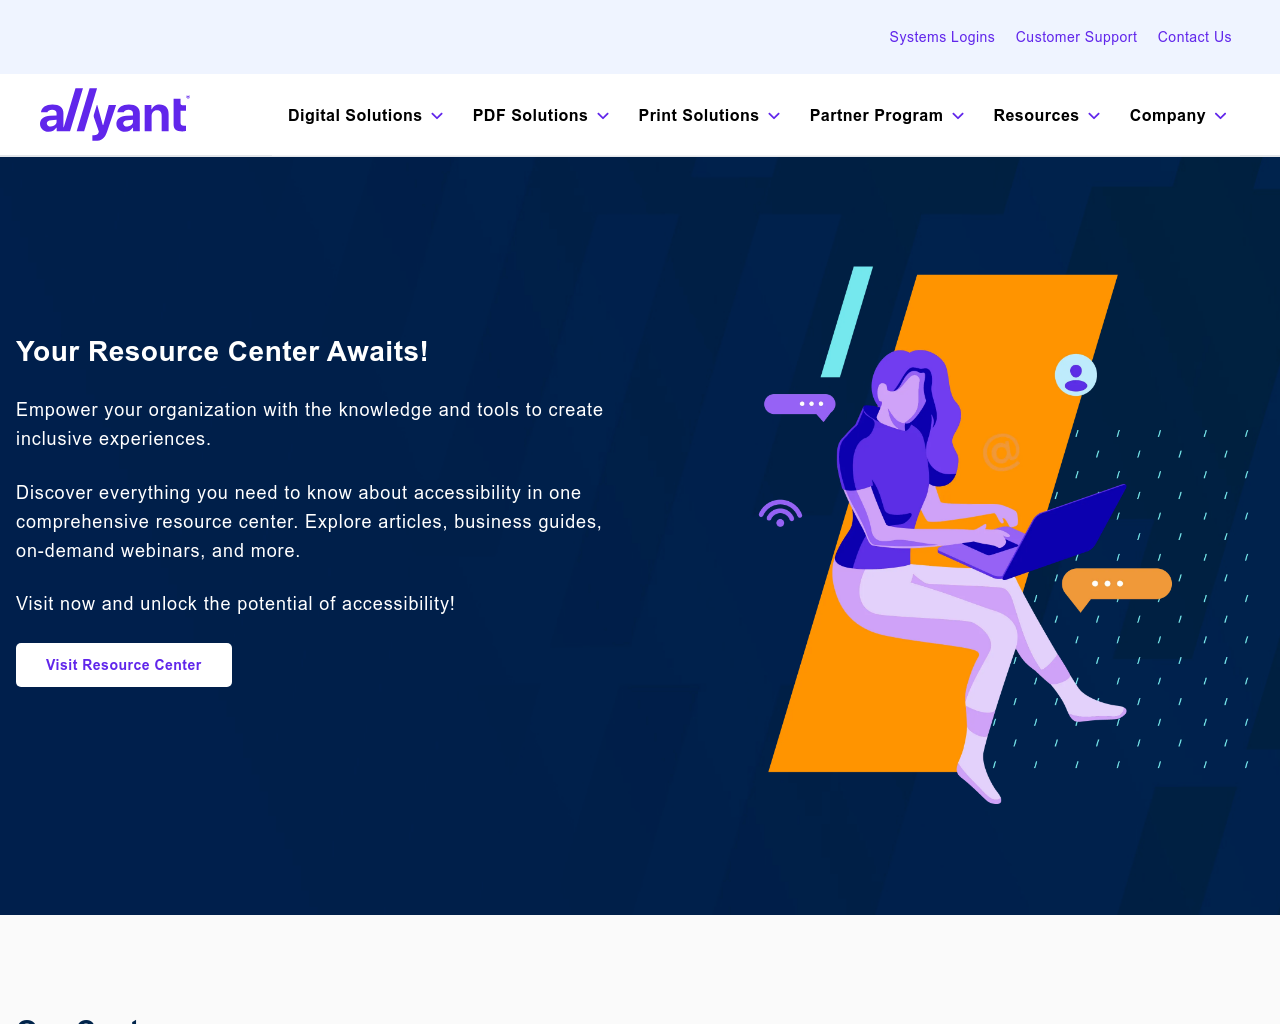 Systems Logins Customer Support Contact Us
allyant
Digital Solutions PDF Solutions Print Solutions Partner Program Resources Company
Your Resource Center Awaits!
Empower your organization with the knowledge and tools to create
inclusive experiences.
Discover everything you need to know about accessibility in one
comprehensive resource center. Explore articles, business guides,
on-demand webinars, and more.
Visit now and unlock the potential of accessibility!
Visit Resource Center
@